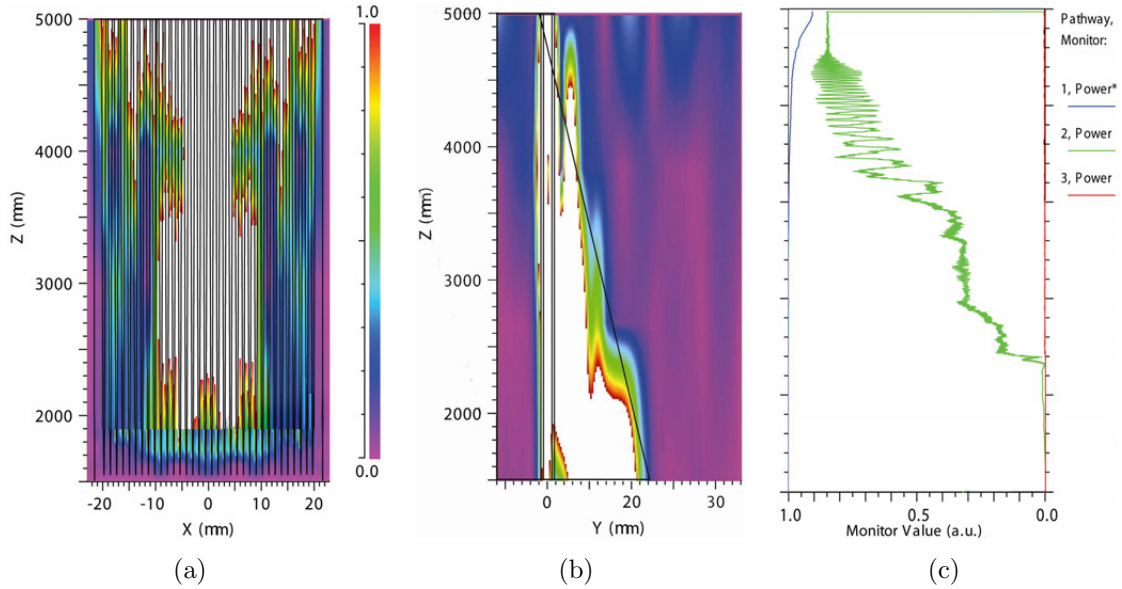 5000
4000
3000
2000
Z (mm)
-20
-10
0
10
20
X (mm)
1.0
0.0
(a)
5000
4000
3000
2000
Z (mm)
0
10
20
30
Y (mm)
(b)
1.0
0.5
0.0
Monitor Value (a.u.)
Pathway,
Monitor:
1, Power*
2, Power
3, Power
(c)